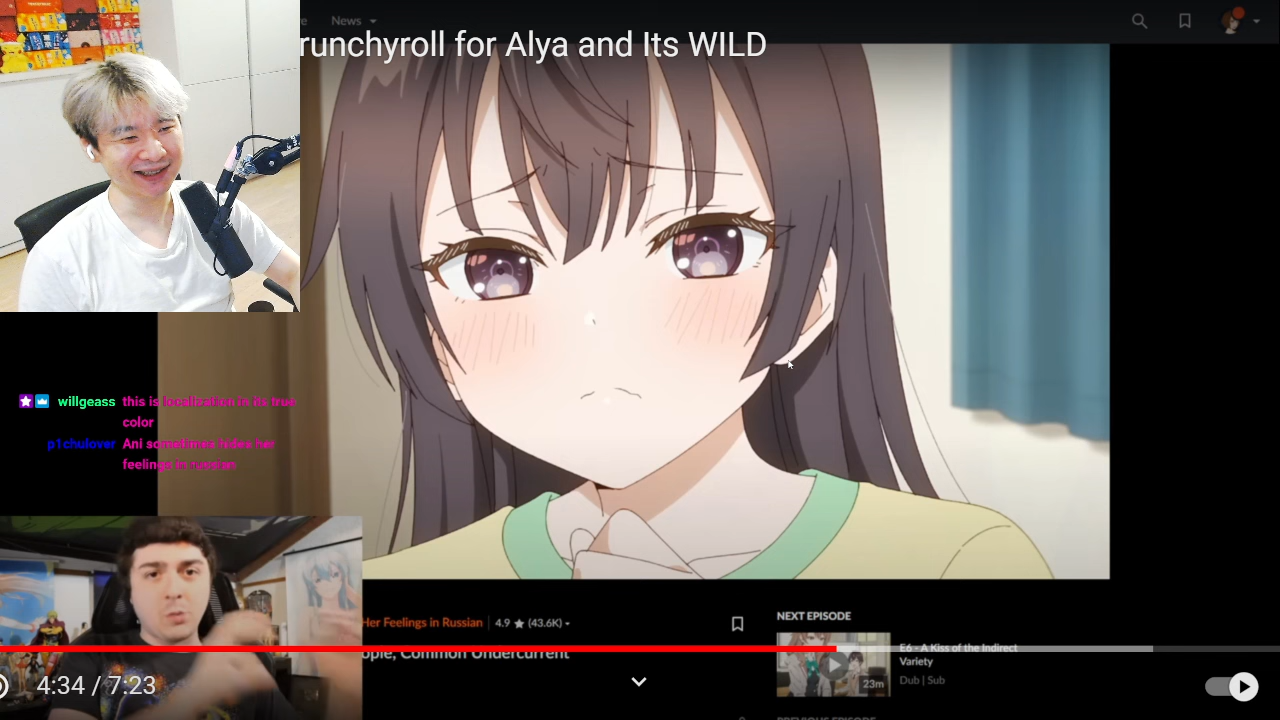 News
runchyroll for Alya and Its WILD
willgeass this is localization in its true
color
p1chulover Ani sometimes hides her
feelings in russian
Her Feelings in Russian 4.9 ★ (43.6K)
ople, Common Undercurrent
NEXT EPISODE
E6 - A Kiss of the Indirect
Variety
Dub | Sub
23m
4:34 / 7:23
PREVIOUS EPISODE